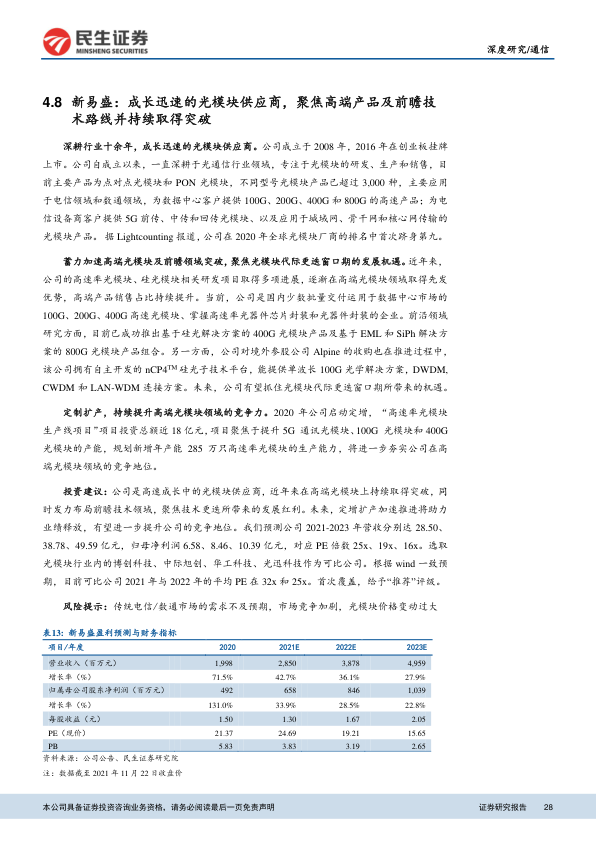 民生证券
MINSHENG SECURITIES
深度研究/通信
4.8 新易盛：成长迅速的光模块供应商，聚焦高端产品及前瞻技
术路线并持续取得突破
深耕行业十余年，成长迅速的光模块供应商。公司成立于 2008 年，2016 年在创业板挂牌
上市。公司自成立以来，一直深耕于光通信行业领域，专注于光模块的研发、生产和销售，目
前主要产品为点对点光模块和 PON 光模块，不同型号光模块产品已超过 3,000 种，主要应用
于电信领域和数通领域，为数据中心客户提供 100G、200G、400G 和 800G 的高速产品；为电
信设备商客户提供 5G 前传、中传和回传光模块、以及应用于城域网、骨干网和核心网传输的
光模块产品。 据 Lightcounting 报道，公司在 2020 年全球光模块厂商的排名中首次跻身第九。
蓄力加速高端光模块及前瞻领域突破，聚焦光模块代际更迭窗口期的发展机遇。近年来，
公司的高速率光模块、硅光模块相关研发项目取得多项进展，逐渐在高端光模块领域取得先发
优势，高端产品销售占比持续提升。当前，公司是国内少数批量交付运用于数据中心市场的
100G、200G、400G 高速光模块、掌握高速率光器件芯片封装和光器件封装的企业。前沿领域
研究方面，目前已成功推出基于硅光解决方案的 400G 光模块产品及基于 EML 和 SiPh 解决方
案的 800G 光模块产品组合。另一方面，公司对境外参股公司 Alpine 的收购也在推进过程中，
该公司拥有自主开发的 nCP4TM 硅光子技术平台，能提供单波长 100G 光学解决方案，DWDM,
CWDM 和 LAN-WDM 连接方案。未来，公司有望抓住光模块代际更迭窗口期所带来的机遇。
定制扩产，持续提升高端光模块领域的竞争力。2020 年公司启动定增，“高速率光模块
生产线项目”项目投资总额近 18 亿元，项目聚焦于提升 5G 通讯光模块、100G 光模块和 400G
光模块的产能，规划新增年产能 285 万只高速率光模块的生产能力，将进一步夯实公司在高
端光模块领域的竞争地位。
投资建议：公司是高速成长中的光模块供应商，近年来在高端光模块上持续取得突破，同
时发力布局前瞻技术领域，聚焦技术更迭所带来的发展红利。未来，定增扩产加速推进将助力
业绩释放，有望进一步提升公司的竞争地位。我们预测公司 2021-2023 年营收分别达 28.50、
38.78、49.59 亿元，归母净利润 6.58、8.46、10.39 亿元，对应 PE 倍数 25x、19x、16x。选取
光模块行业内的博创科技、中际旭创、华工科技、光迅科技作为可比公司。根据 wind 一致预
期，目前可比公司 2021 年与 2022 年的平均 PE 在 32x 和 25x。首次覆盖，给予“推荐”评级。
风险提示：传统电信/数通市场的需求不及预期，市场竞争加剧，光模块价格变动过大
表13：新易盛盈利预测与财务指标
项目/年度 2020 2021E 2022E 2023E
营业收入（百万元） 1,998 2,850 3,878 4,959
增长率（%） 71.5% 42.7% 36.1% 27.9%
归属母公司股东净利润（百万元） 492 658 846 1,039
增长率（%） 131.0% 33.9% 28.5% 22.8%
每股收益（元） 1.50 1.30 1.67 2.05
PE（现价） 21.37 24.69 19.21 15.65
PB 5.83 3.83 3.19 2.65
资料来源：公司公告、民生证券研究院
注：数据截至 2021 年 11 月 22 日收盘价
本公司具备证券投资咨询业务资格，请务必阅读最后一页免责声明 证券研究报告 28